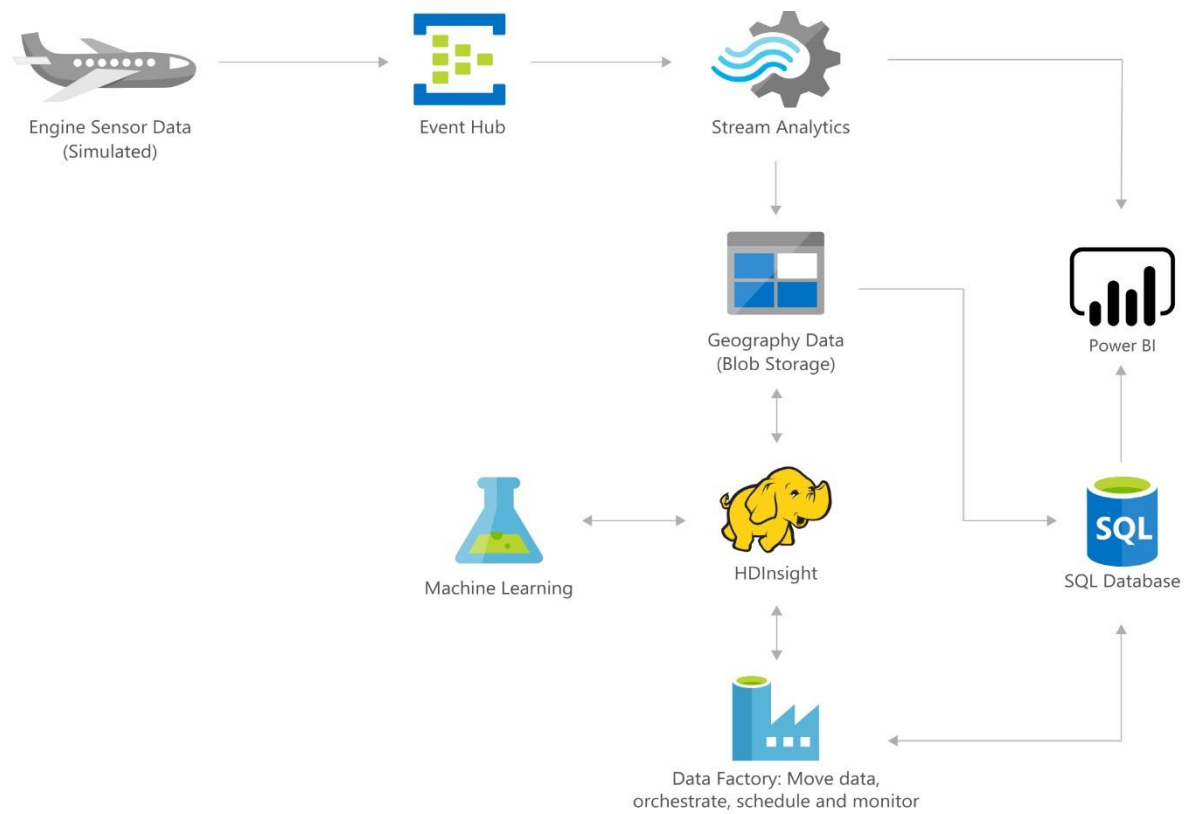 Engine Sensor Data
(Simulated)
Event Hub
Stream Analytics
Geography Data
(Blob Storage)
Power BI
Machine Learning
HDInsight
SQL
SQL Database
Data Factory: Move data,
orchestrate, schedule and monitor